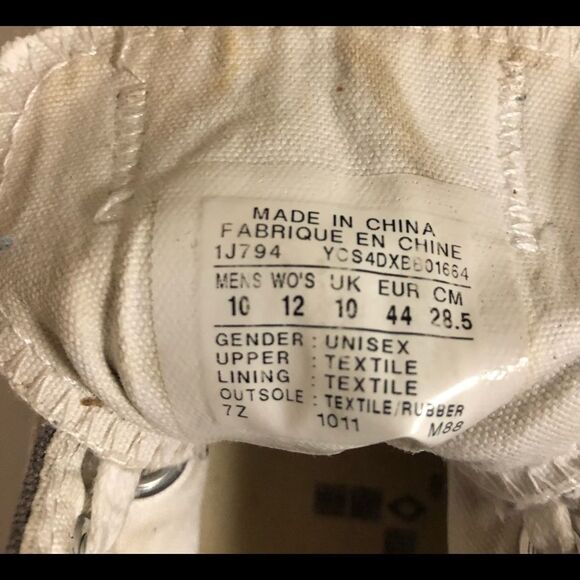 MADE IN CHINA
FABRIQUE EN CHINE
1J794 YCS4DXBB01664
MENS WO'S UK EUR CM
10 12 10 44 28.5
GENDER : UNISEX
UPPER : TEXTILE
LINING : TEXTILE
OUTSOLE : TEXTILE/RUBBER
7Z 1011 M88